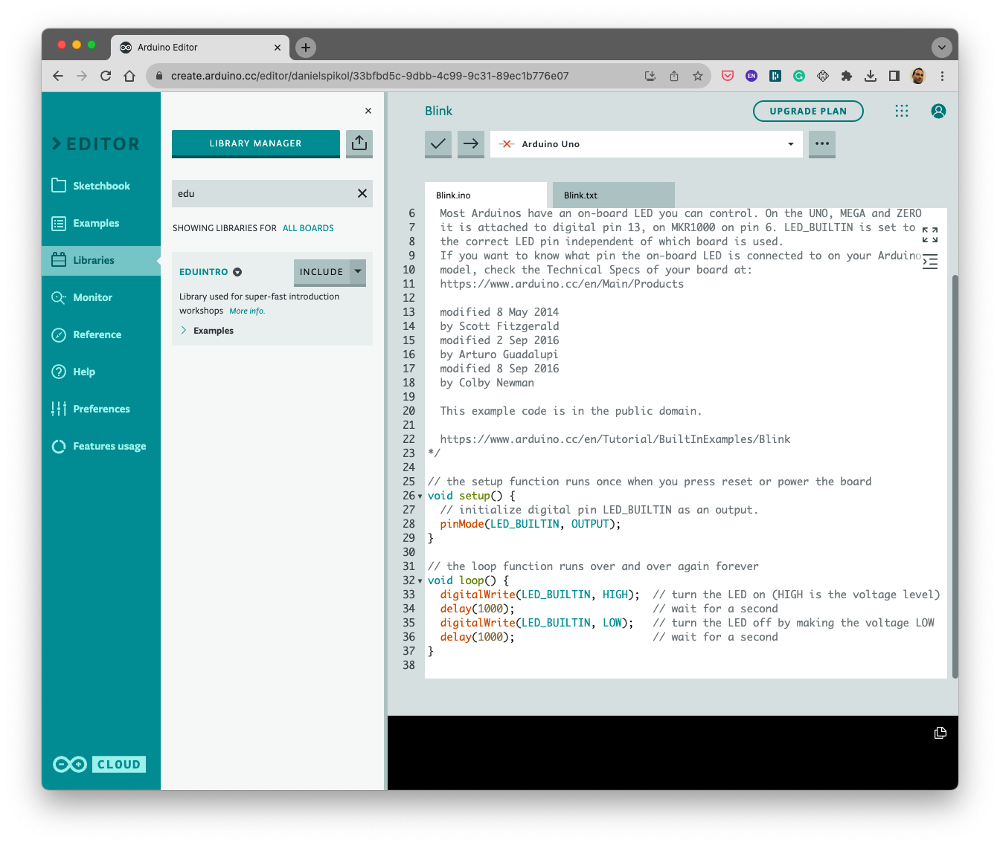 Arduino Editor
create.arduino.cc/editor/danielspikol/33bfbd5c-9dbb-4c99-9c31-89ec1b776e07
EN
EDITOR
Sketchbook
Examples
Libraries
Monitor
Reference
Help
Preferences
Features usage
CLOUD
LIBRARY MANAGER
edu
SHOWING LIBRARIES FOR ALL BOARDS
EDUINTRO
INCLUDE
Library used for super-fast introduction
workshops More info.
Examples
Blink
UPGRADE PLAN
Arduino Uno
Blink.ino
Blink.txt
6 Most Arduinos have an on-board LED you can control. On the UNO, MEGA and ZERO
7 it is attached to digital pin 13, on MKR1000 on pin 6. LED_BUILTIN is set to
8 the correct LED pin independent of which board is used.
9 If you want to know what pin the on-board LED is connected to on your Arduino
10 model, check the Technical Specs of your board at:
11 https://www.arduino.cc/en/Main/Products
12
13 modified 8 May 2014
14 by Scott Fitzgerald
15 modified 2 Sep 2016
16 by Arturo Guadalupi
17 modified 8 Sep 2016
18 by Colby Newman
19
20 This example code is in the public domain.
21
22 https://www.arduino.cc/en/Tutorial/BuiltInExamples/Blink
23 */
24
25 // the setup function runs once when you press reset or power the board
26 void setup() {
27 // initialize digital pin LED_BUILTIN as an output.
28 pinMode(LED_BUILTIN, OUTPUT);
29 }
30
31 // the loop function runs over and over again forever
32 void loop() {
33 digitalWrite(LED_BUILTIN, HIGH); // turn the LED on (HIGH is the voltage level)
34 delay(1000); // wait for a second
35 digitalWrite(LED_BUILTIN, LOW); // turn the LED off by making the voltage LOW
36 delay(1000); // wait for a second
37 }
38